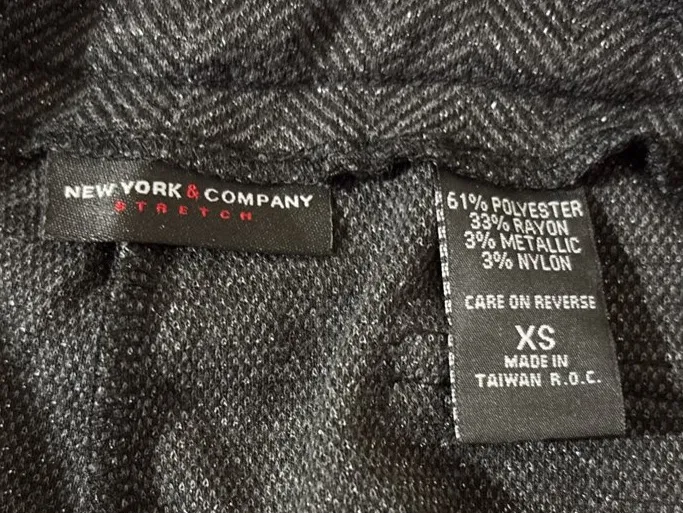 NEW YORK & COMPANY
STRETCH
61% POLYESTER
33% RAYON
3% METALLIC
3% NYLON
CARE ON REVERSE
XS
MADE IN
TAIWAN R.O.C.